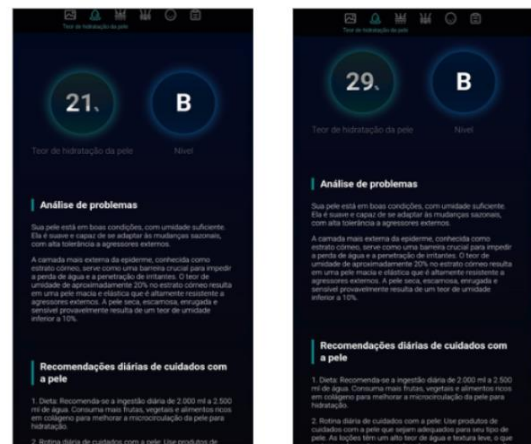 Teor de hidratação da pele
21%
B
Teor de hidratação da pele
Nível
Análise de problemas
Sua pele está em boas condições, com umidade suficiente.
Ela é suave e capaz de se adaptar às mudanças sazonais,
com alta tolerância a agressores externos.
A camada mais externa da epiderme, conhecida como
estrato córneo, serve como uma barreira crucial para impedir
a perda de água e a penetração de irritantes. O teor de
umidade de aproximadamente 20% no estrato córneo resulta
em uma pele macia e elástica que é altamente resistente a
agressores externos. A pele seca, escamosa, enrugada e
sensível provavelmente resulta de um teor de umidade
inferior a 10%.
Recomendações diárias de cuidados com
a pele
1. Dieta: Recomenda-se a ingestão diária de 2.000 ml a 2.500
ml de água. Consuma mais frutas, vegetais e alimentos ricos
em colágeno para melhorar a microcirculação da pele para
hidratação.
2. Rotina diária de cuidados com a pele: Use produtos de
Teor de hidratação da pele
29%
B
Teor de hidratação da pele
Nível
Análise de problemas
Sua pele está em boas condições, com umidade suficiente.
Ela é suave e capaz de se adaptar às mudanças sazonais,
com alta tolerância a agressores externos.
A camada mais externa da epiderme, conhecida como
estrato córneo, serve como uma barreira crucial para impedir
a perda de água e a penetração de irritantes. O teor de
umidade de aproximadamente 20% no estrato córneo resulta
em uma pele macia e elástica que é altamente resistente a
agressores externos. A pele seca, escamosa, enrugada e
sensível provavelmente resulta de um teor de umidade
inferior a 10%.
Recomendações diárias de cuidados com
a pele
1. Dieta: Recomenda-se a ingestão diária de 2.000 ml a 2.500
ml de água. Consuma mais frutas, vegetais e alimentos ricos
em colágeno para melhorar a microcirculação da pele para
hidratação.
2. Rotina diária de cuidados com a pele: Use produtos de
cuidados com a pele que sejam adequados para seu tipo de
pele. As loções têm um alto teor de água e textura leve, o que